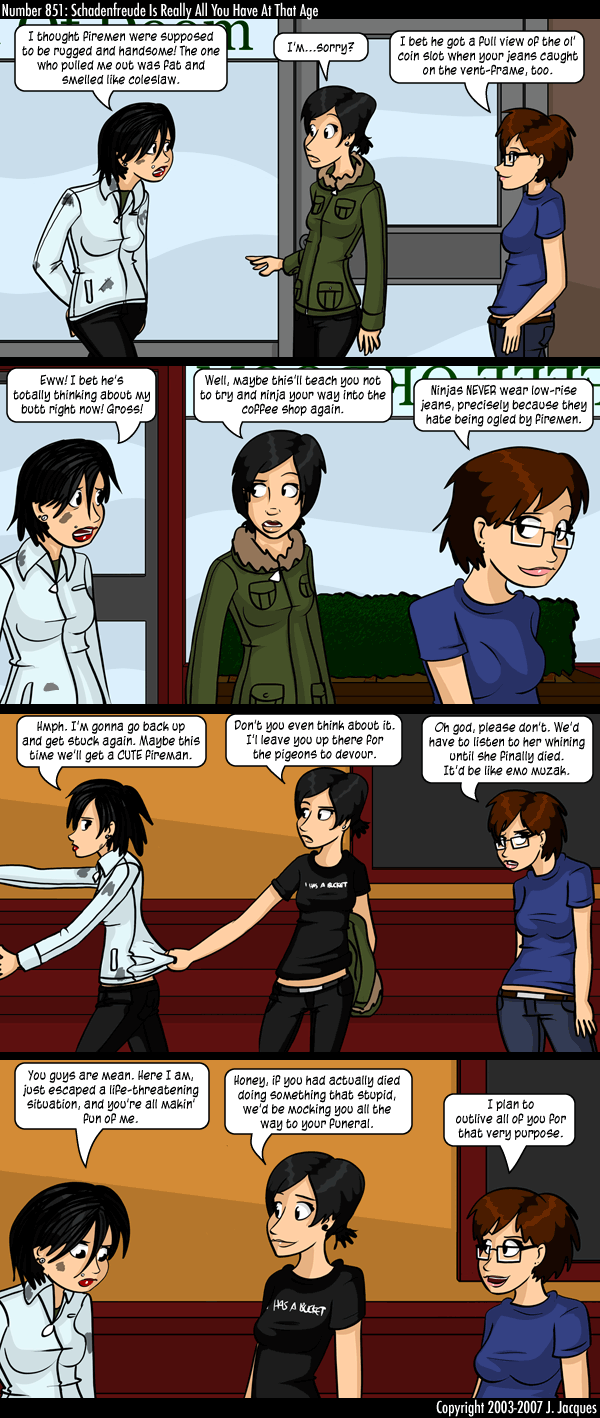 Number 851: Schadenfreude Is Really All You Have At That Age
Of Doom
I thought firemen were supposed
to be rugged and handsome! The one
who pulled me out was fat and
smelled like coleslaw.
I'm...sorry?
I bet he got a full view of the ol'
coin slot when your jeans caught
on the vent-frame, too.
Eww! I bet he's
totally thinking about my
butt right now! Gross!
Well, maybe this'll teach you not
to try and ninja your way into the
coffee shop again.
Ninjas NEVER wear low-rise
jeans, precisely because they
hate being ogled by firemen.
Hmph. I'm gonna go back up
and get stuck again. Maybe this
time we'll get a CUTE fireman.
Don't you even think about it.
I'l leave you up there for
the pigeons to devour.
Oh god, please don't. We'd
have to listen to her whining
until she finally died.
It'd be like emo muzak.
I HAS A BUCKET
You guys are mean. Here I am,
just escaped a life-threatening
situation, and you're all makin'
fun of me.
Honey, if you had actually died
doing something that stupid,
we'd be mocking you all the
way to your funeral.
I plan to
outlive all of you for
that very purpose.
I HAS A BUCKET
Copyright 2003-2007 J. Jacques